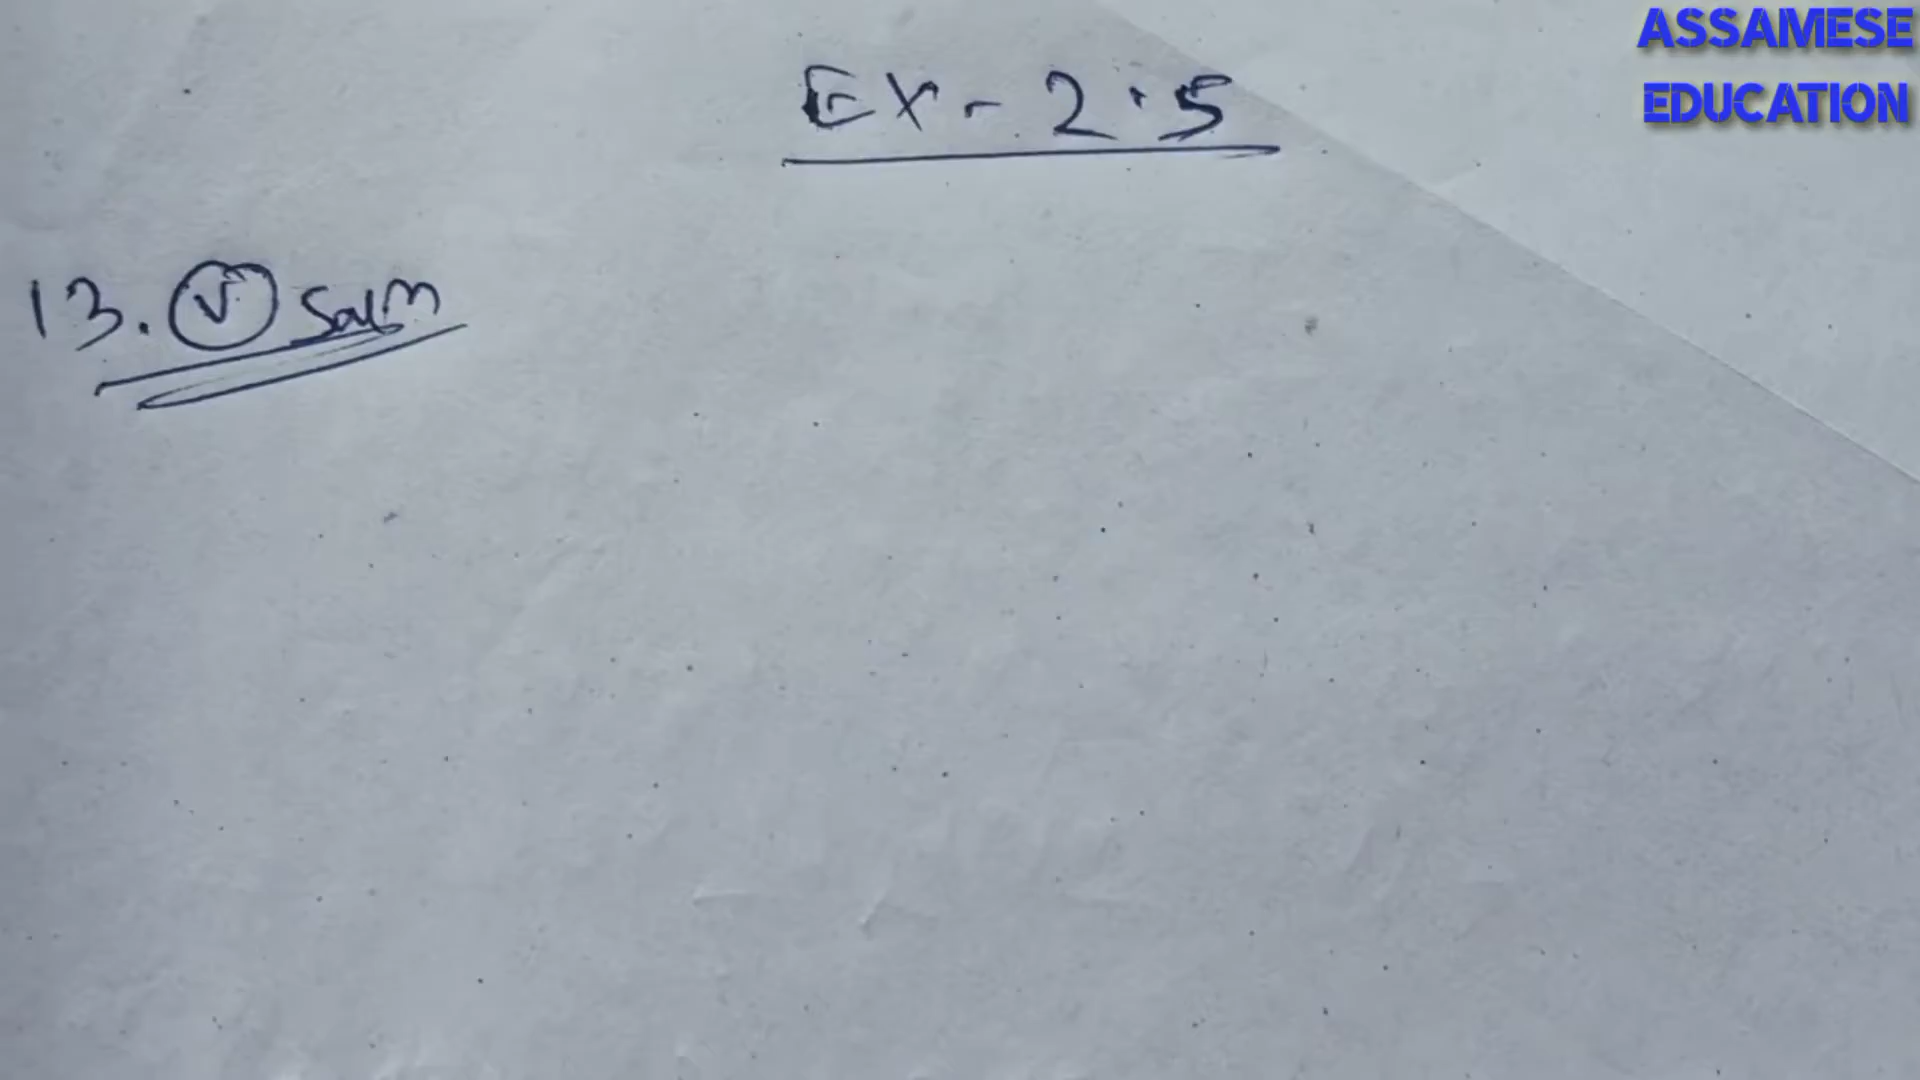 ASSAMESE
EDUCATION
EX - 2.5
13. (v) Soln